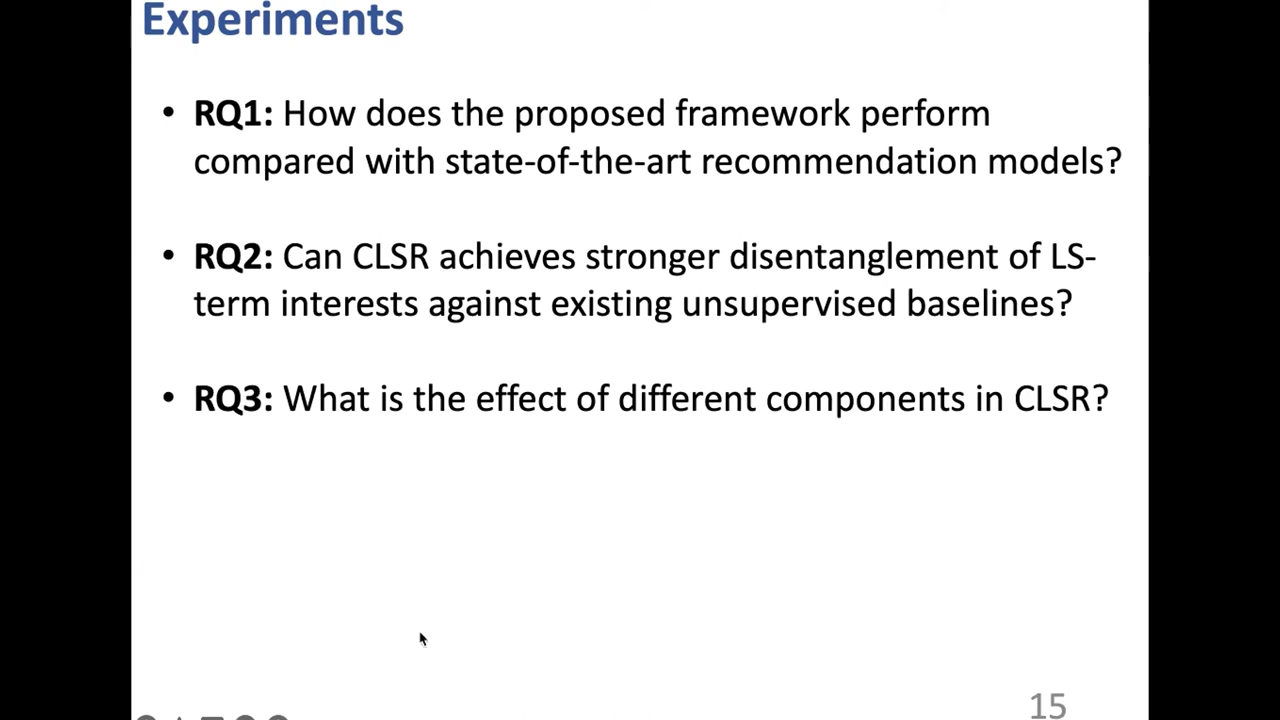 Experiments
• RQ1: How does the proposed framework perform
compared with state-of-the-art recommendation models?
• RQ2: Can CLSR achieves stronger disentanglement of LS-
term interests against existing unsupervised baselines?
• RQ3: What is the effect of different components in CLSR?
15